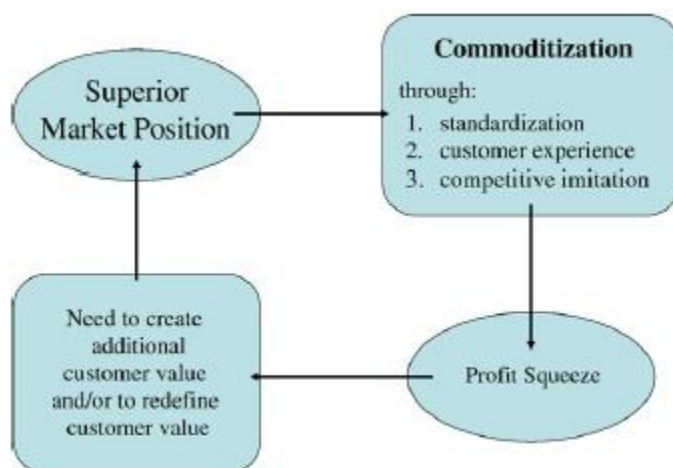 Superior
Market Position
Commoditization
through:
1. standardization
2. customer experience
3. competitive imitation
Profit Squeeze
Need to create
additional
customer value
and/or to redefine
customer value